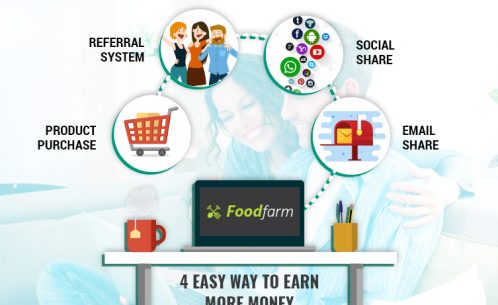 REFERRAL
SYSTEM
SOCIAL
SHARE
PRODUCT
PURCHASE
EMAIL
SHARE
Foodfarm
4 EASY WAY TO EARN
MORE MONEY